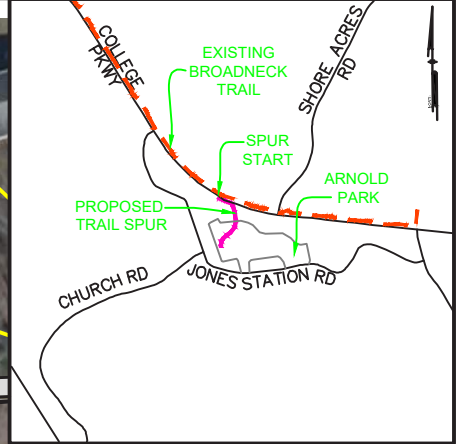 COLLEGE
PKWY
EXISTING
BROADNECK
TRAIL
SHORE ACRES
RD
SPUR
START
ARNOLD
PARK
PROPOSED
TRAIL SPUR
CHURCH RD
JONES STATION RD